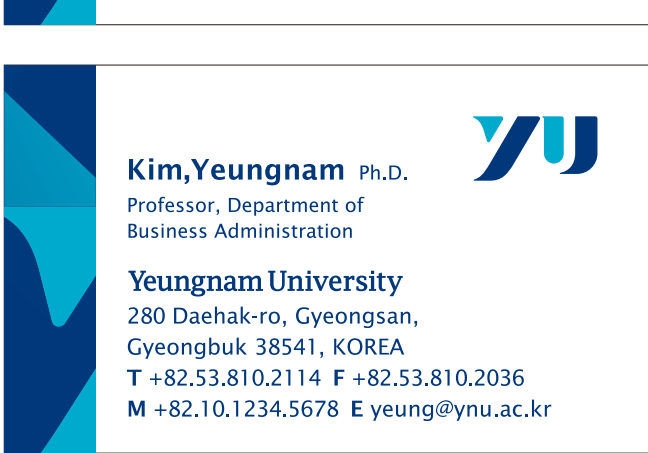 YU
Kim,Yeungnam Ph.D.
Professor, Department of
Business Administration
Yeungnam University
280 Daehak-ro, Gyeongsan,
Gyeongbuk 38541, KOREA
T +82.53.810.2114 F +82.53.810.2036
M +82.10.1234.5678 E yeung@ynu.ac.kr